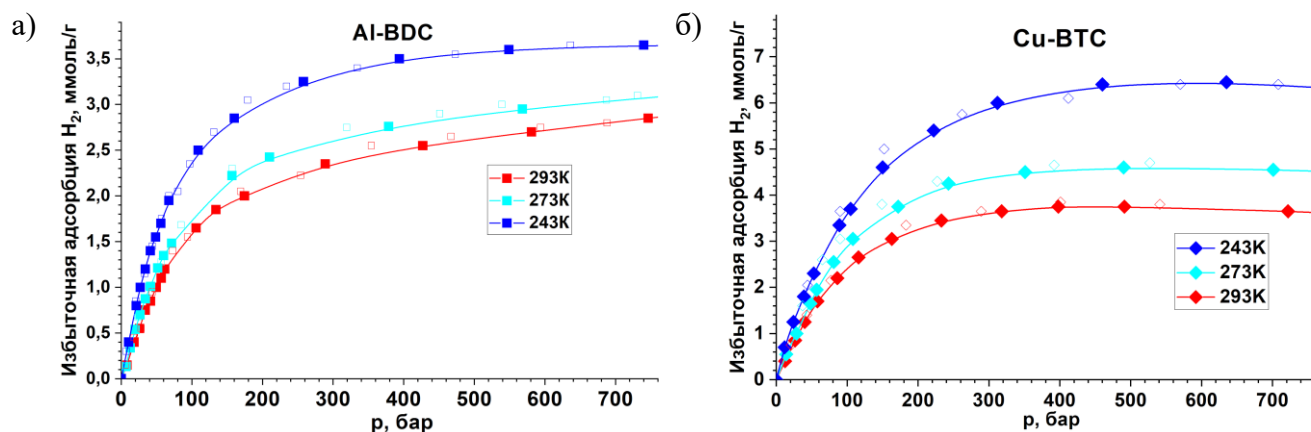 а)
Al-BDC
Избыточная адсорбция H₂, ммоль/г
3,5
3,0
2,5
2,0
1,5
1,0
0,5
0,0
293K
273K
243K
0 100 200 300 400 500 600 700
p, бар
б)
Cu-BTC
Избыточная адсорбция H₂, ммоль/г
7
6
5
4
3
2
1
0
243K
273K
293K
0 100 200 300 400 500 600 700
p, бар